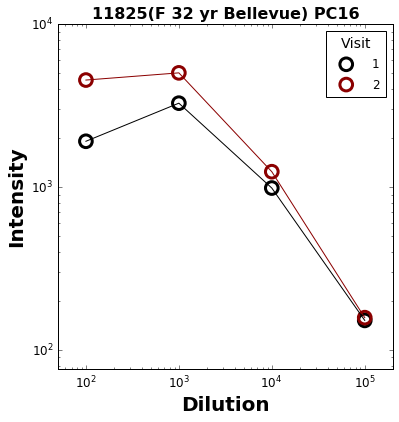 11825(F 32 yr Bellevue) PC16
Visit
1
2
10⁴
10³
10²
Intensity
10² 10³ 10⁴ 10⁵
Dilution